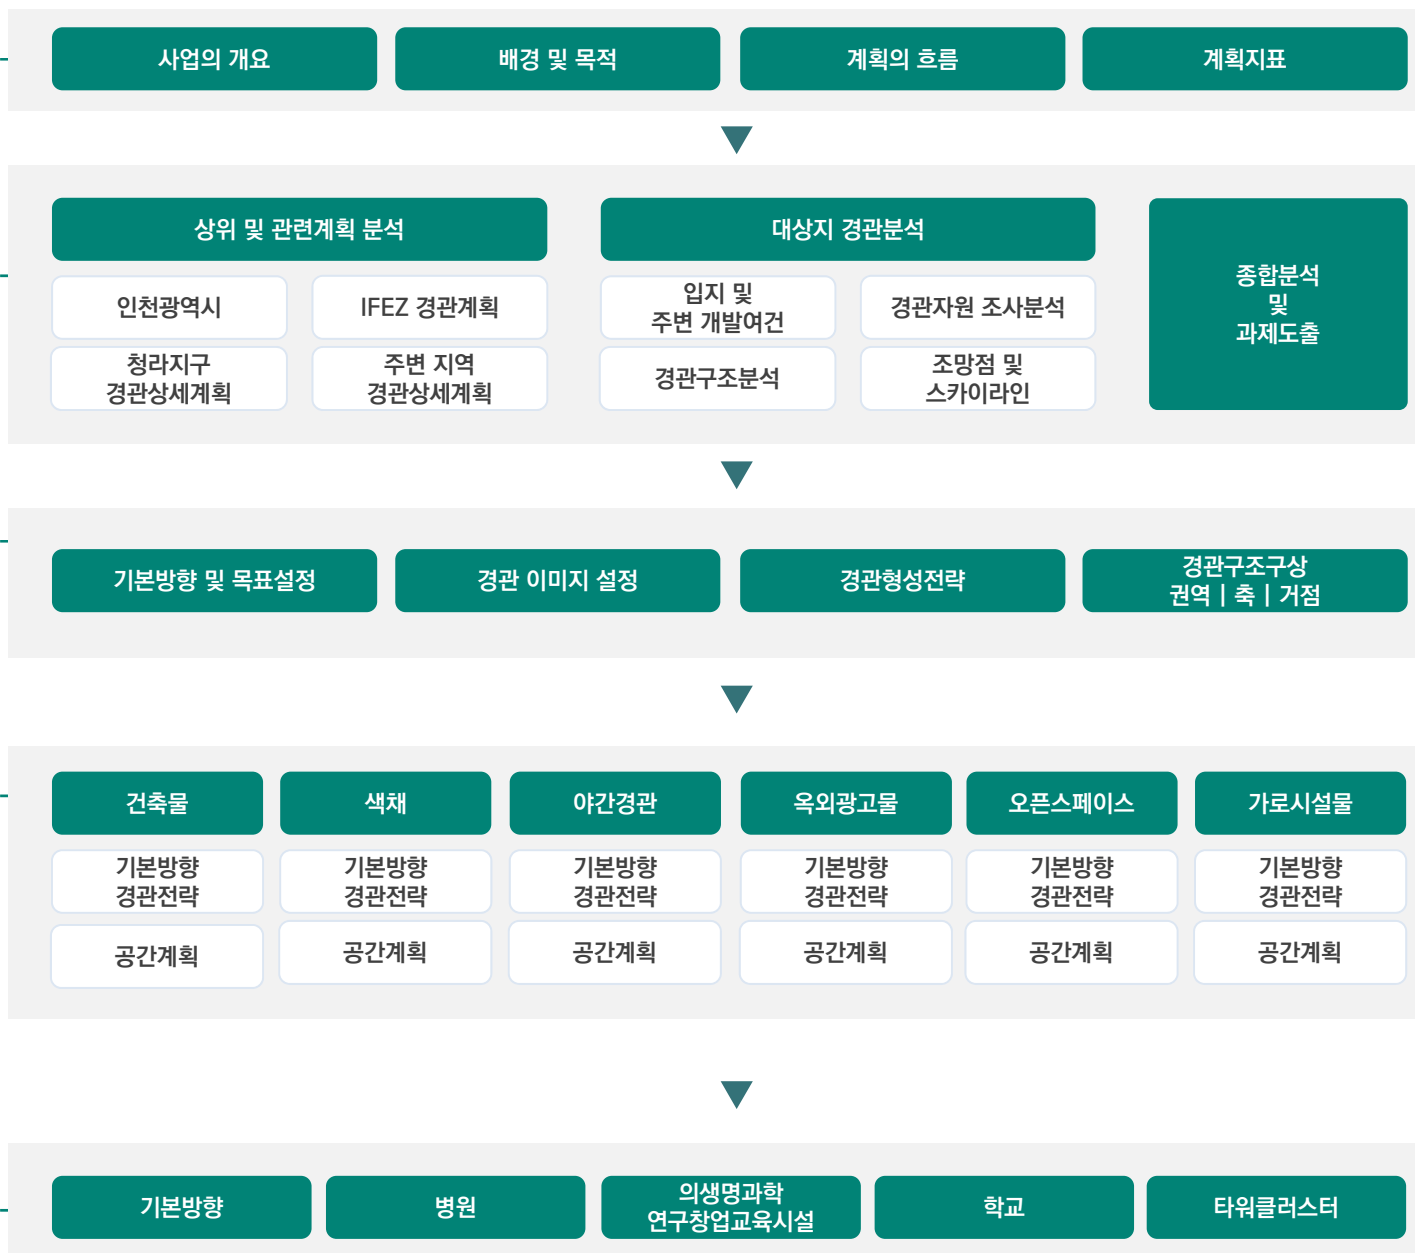 사업의 개요
배경 및 목적
계획의 흐름
계획지표
상위 및 관련계획 분석
인천광역시
IFEZ 경관계획
청라지구
경관상세계획
주변 지역
경관상세계획
대상지 경관분석
입지 및
주변 개발여건
경관자원 조사분석
경관구조분석
조망점 및
스카이라인
종합분석
및
과제도출
기본방향 및 목표설정
경관 이미지 설정
경관형성전략
경관구조구상
권역 | 축 | 거점
건축물
색채
야간경관
옥외광고물
오픈스페이스
가로시설물
기본방향
경관전략
기본방향
경관전략
기본방향
경관전략
기본방향
경관전략
기본방향
경관전략
기본방향
경관전략
공간계획
공간계획
공간계획
공간계획
공간계획
공간계획
기본방향
병원
의생명과학
연구창업교육시설
학교
타워클러스터